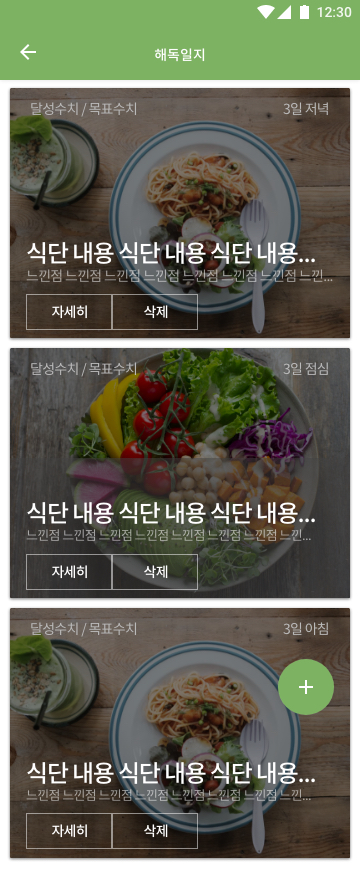 12:30
해독일지
달성수치 / 목표수치 3일 저녁
식단 내용 식단 내용 식단 내용...
느낀점 느낀점 느낀점 느낀점 느낀점 느낀점 느낀점 느낀...
자세히 삭제
달성수치 / 목표수치 3일 점심
식단 내용 식단 내용 식단 내용...
느낀점 느낀점 느낀점 느낀점 느낀점 느낀점 느낀...
자세히 삭제
달성수치 / 목표수치 3일 아침
식단 내용 식단 내용 식단 내용...
느낀점 느낀점 느낀점 느낀점 느낀점 느낀점 느낀...
자세히 삭제